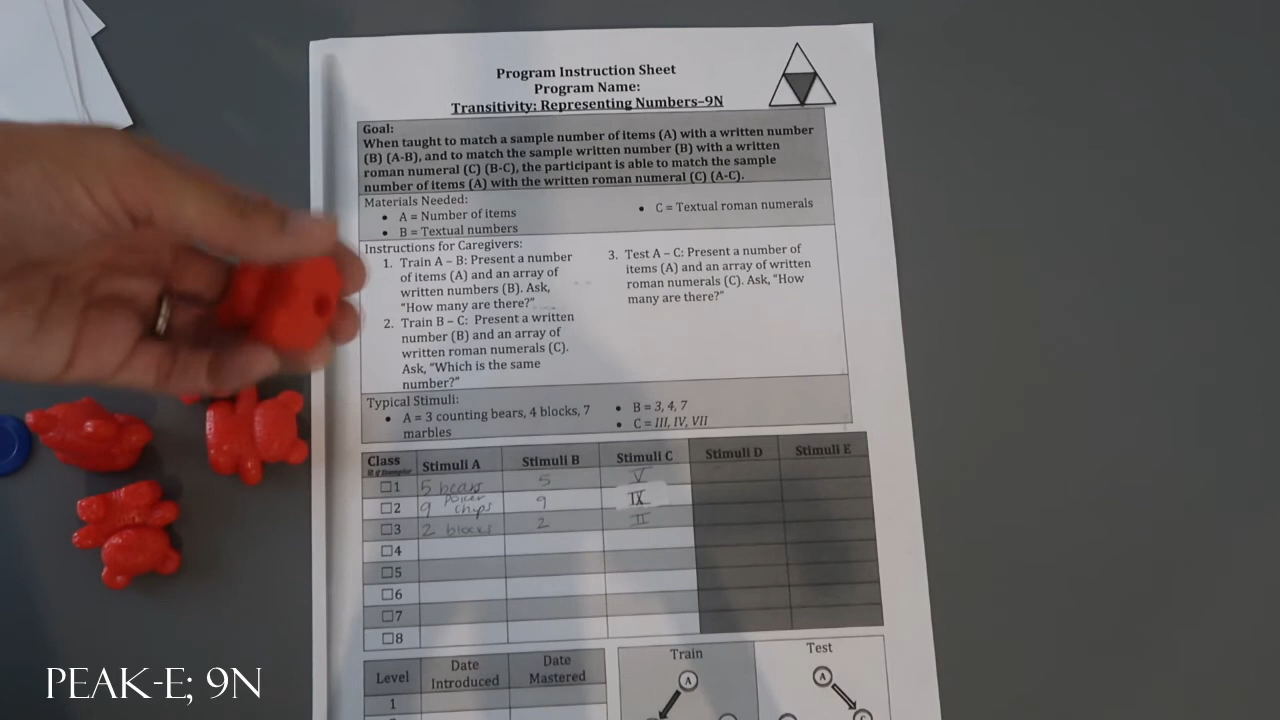 Program Instruction Sheet
Program Name:
Transitivity: Representing Numbers–9N
Goal:
When taught to match a sample number of items (A) with a written number
(B) (A-B), and to match the sample written number (B) with a written
roman numeral (C) (B-C), the participant is able to match the sample
number of items (A) with the written roman numeral (C) (A-C).
Materials Needed:
• A = Number of items
• B = Textual numbers
• C = Textual roman numerals
Instructions for Caregivers:
1. Train A – B: Present a number
of items (A) and an array of
written numbers (B). Ask,
"How many are there?"
2. Train B – C: Present a written
number (B) and an array of
written roman numerals (C).
Ask, "Which is the same
number?"
3. Test A – C: Present a number of
items (A) and an array of written
roman numerals (C). Ask, "How
many are there?"
Typical Stimuli:
• A = 3 counting bears, 4 blocks, 7
marbles
• B = 3, 4, 7
• C = III, IV, VII
Class Stimuli A Stimuli B Stimuli C Stimuli D Stimuli E
☐1 5 bears 5 V
☐2 9 poker chips 9 IX
☐3 2 blocks 2 II
☐4
☐5
☐6
☐7
☐8
Level Date Introduced Date Mastered
1
Train
A
Test
A
C
PEAK-E; 9N